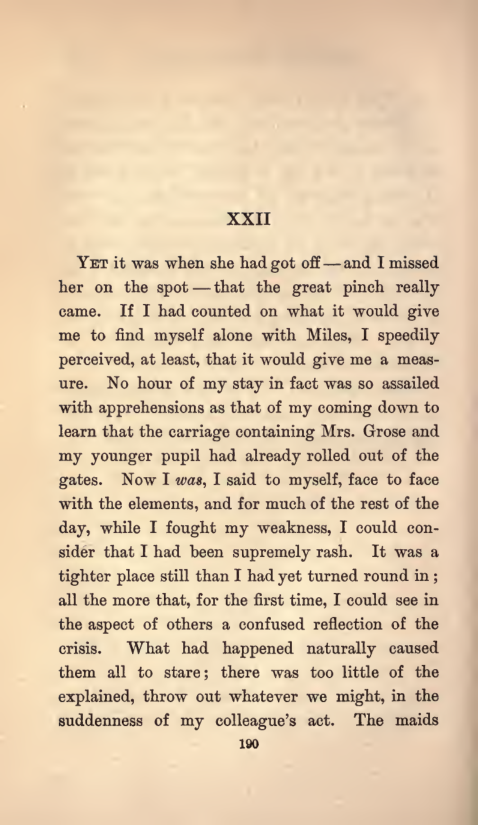 XXII
YET it was when she had got off—and I missed
her on the spot—that the great pinch really
came. If I had counted on what it would give
me to find myself alone with Miles, I speedily
perceived, at least, that it would give me a meas-
ure. No hour of my stay in fact was so assailed
with apprehensions as that of my coming down to
learn that the carriage containing Mrs. Grose and
my younger pupil had already rolled out of the
gates. Now I was, I said to myself, face to face
with the elements, and for much of the rest of the
day, while I fought my weakness, I could con-
sider that I had been supremely rash. It was a
tighter place still than I had yet turned round in;
all the more that, for the first time, I could see in
the aspect of others a confused reflection of the
crisis. What had happened naturally caused
them all to stare; there was too little of the
explained, throw out whatever we might, in the
suddenness of my colleague's act. The maids
190